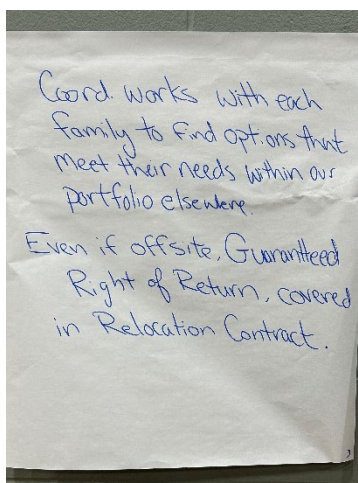 Coord. works with each
family to find options that
meet their needs within our
portfolio elsewhere.
Even if offsite, Guarantteed
Right of Return, covered
in Relocation Contract.